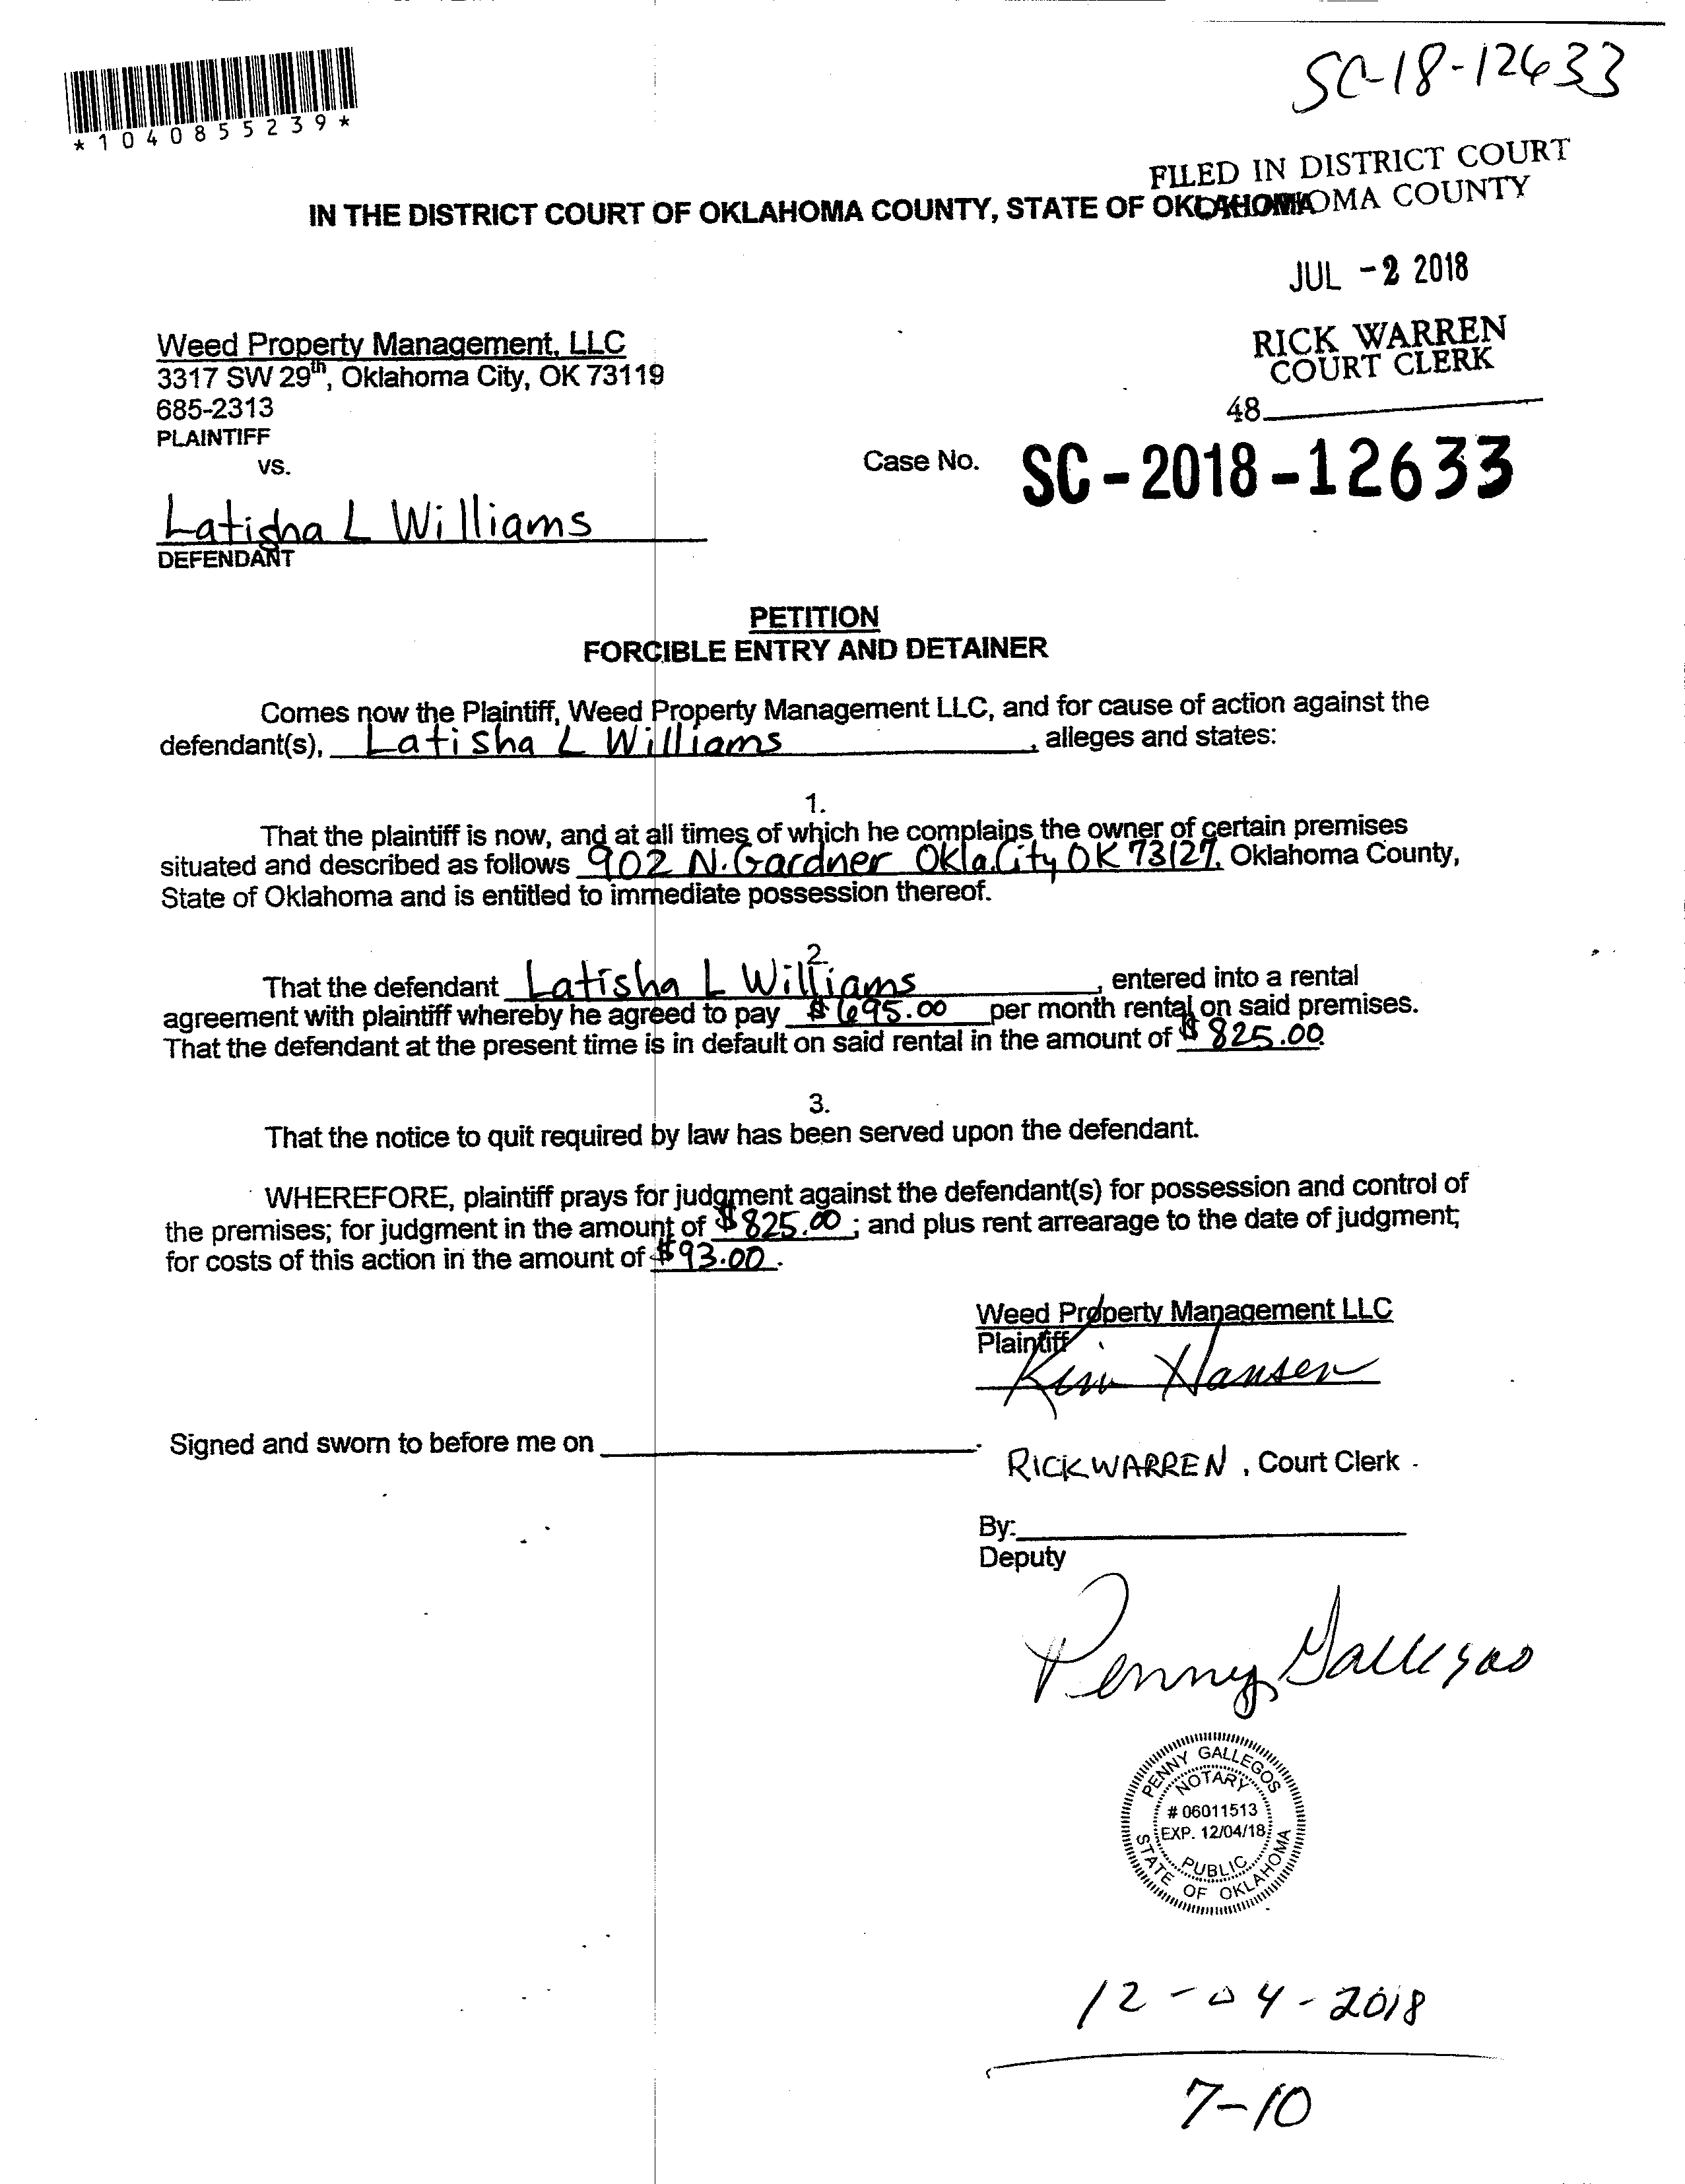 SC-18-12633
*1040855239*
FILED IN DISTRICT COURT
OKLAHOMA COUNTY
IN THE DISTRICT COURT OF OKLAHOMA COUNTY, STATE OF OKLAHOMA
JUL -2 2018
RICK WARREN
COURT CLERK
48
Weed Property Management, LLC
3317 SW 29th, Oklahoma City, OK 73119
685-2313
PLAINTIFF
vs.
Case No. SC-2018-12633
Latisha L Williams
DEFENDANT
PETITION
FORCIBLE ENTRY AND DETAINER
Comes now the Plaintiff, Weed Property Management LLC, and for cause of action against the
defendant(s), Latisha L Williams, alleges and states:
1.
That the plaintiff is now, and at all times of which he complains the owner of certain premises
situated and described as follows 902 N. Gardner Okla.City OK 73127, Oklahoma County,
State of Oklahoma and is entitled to immediate possession thereof.
2.
That the defendant Latisha L Williams, entered into a rental
agreement with plaintiff whereby he agreed to pay $695.00 per month rental on said premises.
That the defendant at the present time is in default on said rental in the amount of $825.00.
3.
That the notice to quit required by law has been served upon the defendant.
WHEREFORE, plaintiff prays for judgment against the defendant(s) for possession and control of
the premises; for judgment in the amount of $825.00; and plus rent arrearage to the date of judgment;
for costs of this action in the amount of $93.00.
Weed Property Management LLC
Plaintiff
Kim Hansen
Signed and sworn to before me on
RICK WARREN, Court Clerk
By:
Deputy
Penny Gallegos
PENNY GALLEGOS
NOTARY
# 06011513
EXP. 12/04/18
PUBLIC
STATE OF OKLAHOMA
12-04-2018
7-10